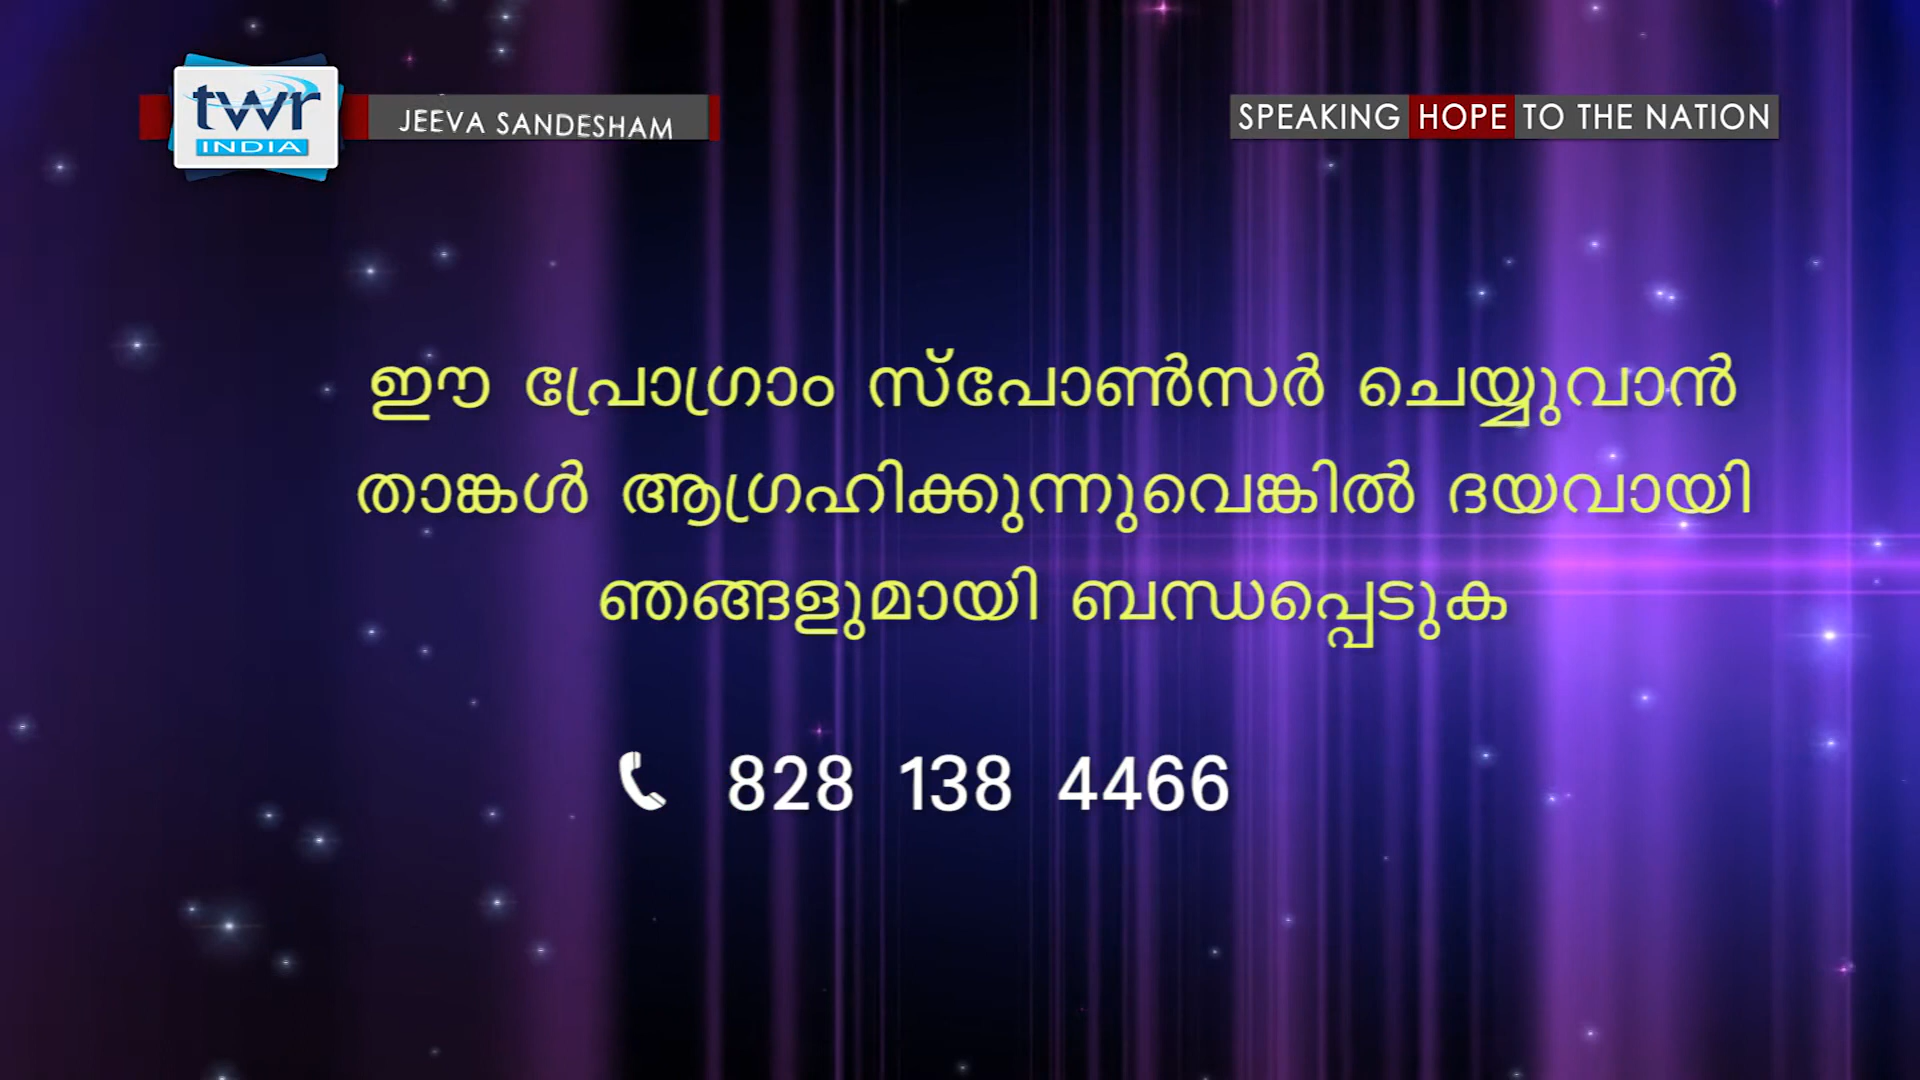 twr
INDIA
JEEVA SANDESHAM
SPEAKING HOPE TO THE NATION
ഈ പ്രോഗ്രാം സ്പോൺസർ ചെയ്യുവാൻ
താങ്കൾ ആഗ്രഹിക്കുന്നുവെങ്കിൽ ദയവായി
ഞങ്ങളുമായി ബന്ധപ്പെടുക
828 138 4466